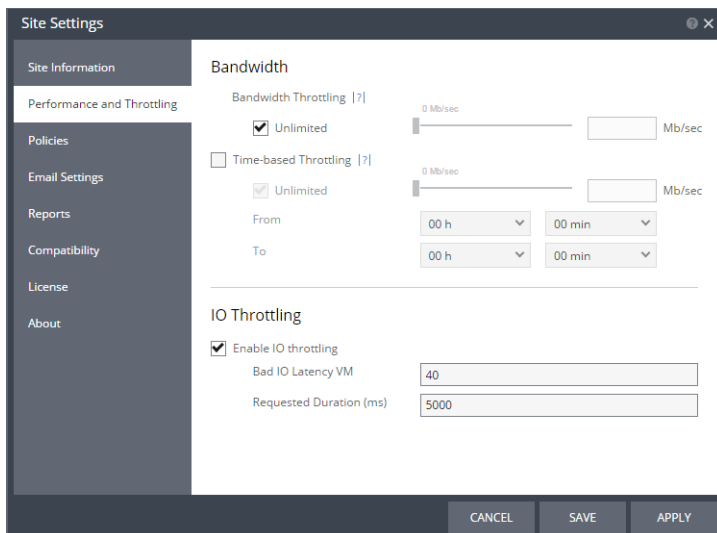 Site Settings
Site Information
Performance and Throttling
Policies
Email Settings
Reports
Compatibility
License
About
Bandwidth
Bandwidth Throttling |?|
0 Mb/sec
Unlimited
Mb/sec
Time-based Throttling |?|
0 Mb/sec
Unlimited
Mb/sec
From 00 h 00 min
To 00 h 00 min
IO Throttling
Enable IO throttling
Bad IO Latency VM 40
Requested Duration (ms) 5000
CANCEL SAVE APPLY